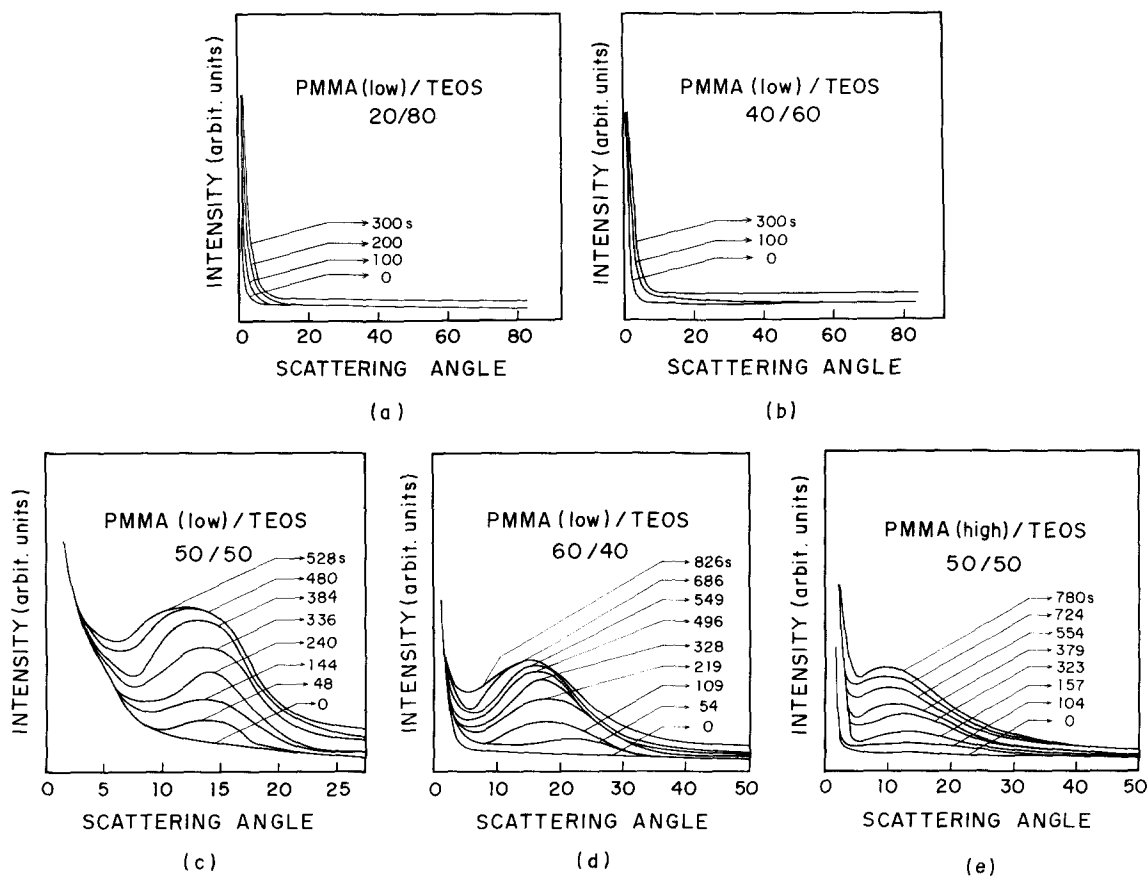 INTENSITY (arbit. units)
PMMA(low)/TEOS
20/80
300s
200
100
0
0 20 40 60 80
SCATTERING ANGLE
(a)
INTENSITY (arbit. units)
PMMA (low)/TEOS
40/60
300s
100
0
0 20 40 60 80
SCATTERING ANGLE
(b)
INTENSITY (arbit. units)
PMMA (low)/TEOS
50/50
528s
480
384
336
240
144
48
0
0 5 10 15 20 25
SCATTERING ANGLE
(c)
INTENSITY (arbit. units)
PMMA (low)/TEOS
60/40
826s
686
549
496
328
219
109
54
0
0 10 20 30 40 50
SCATTERING ANGLE
(d)
INTENSITY (arbit. units)
PMMA(high)/TEOS
50/50
780s
724
554
379
323
157
104
0
0 10 20 30 40 50
SCATTERING ANGLE
(e)